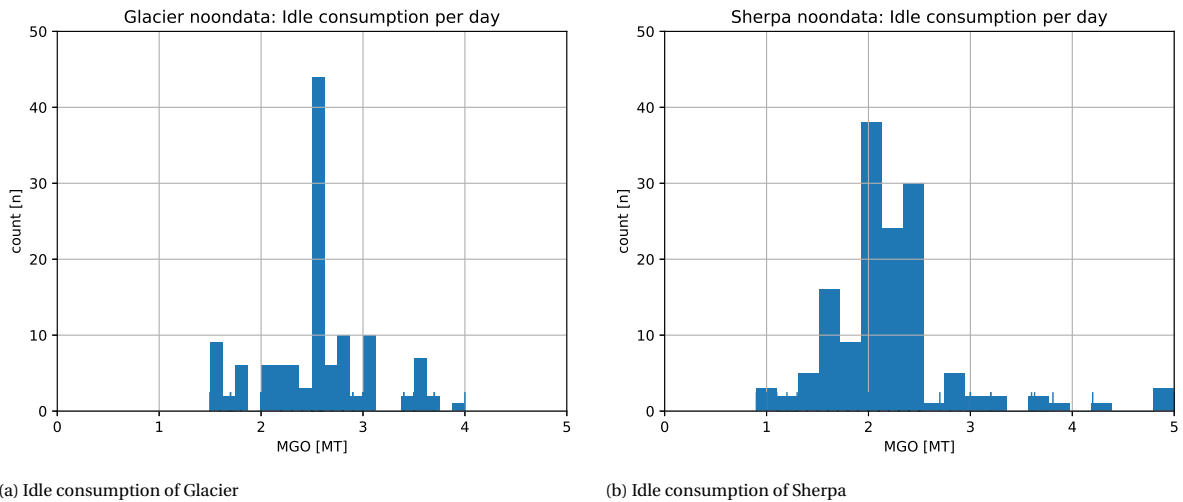 Glacier noondata: Idle consumption per day
50
40
30
20
10
0
count [n]
0 1 2 3 4 5
MGO [MT]
(a) Idle consumption of Glacier
Sherpa noondata: Idle consumption per day
50
40
30
20
10
0
count [n]
0 1 2 3 4 5
MGO [MT]
(b) Idle consumption of Sherpa